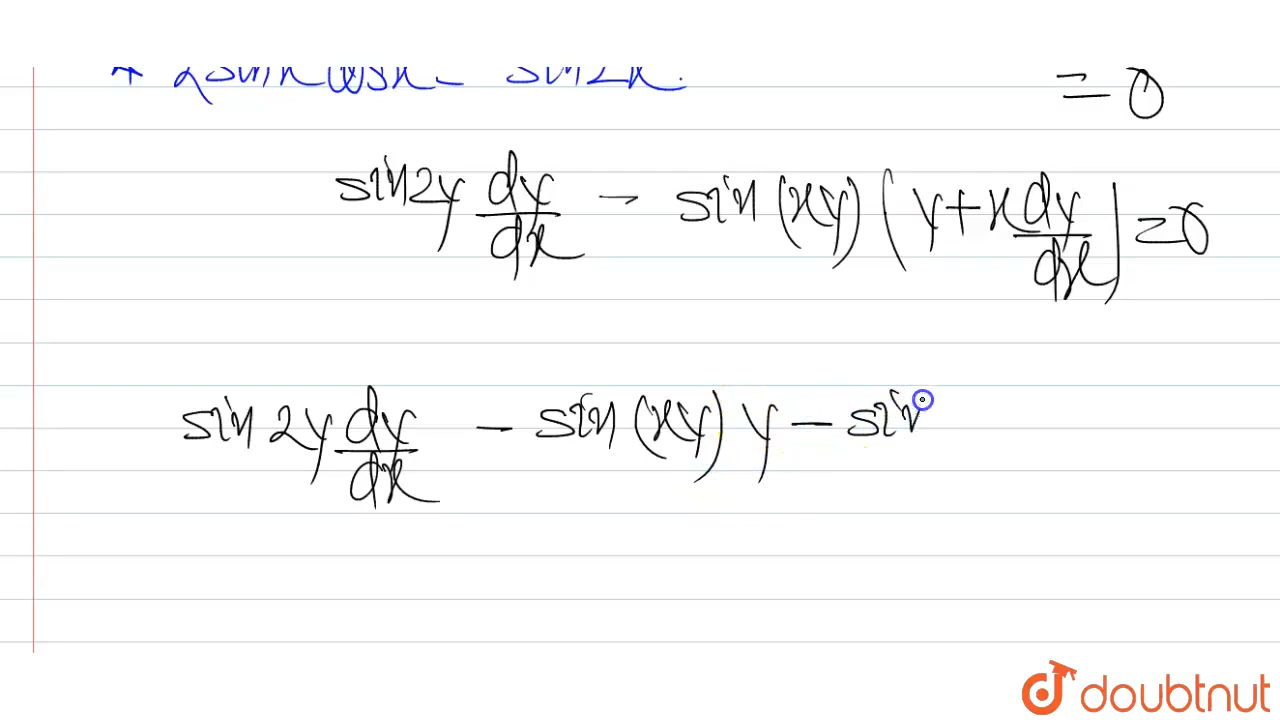 + 2sinx cosx = sin2x.
= 0
sin2y dy/dx - sin(xy)(y+x dy/dx)=0
sin2y dy/dx - sin(xy)y - sin
doubtnut